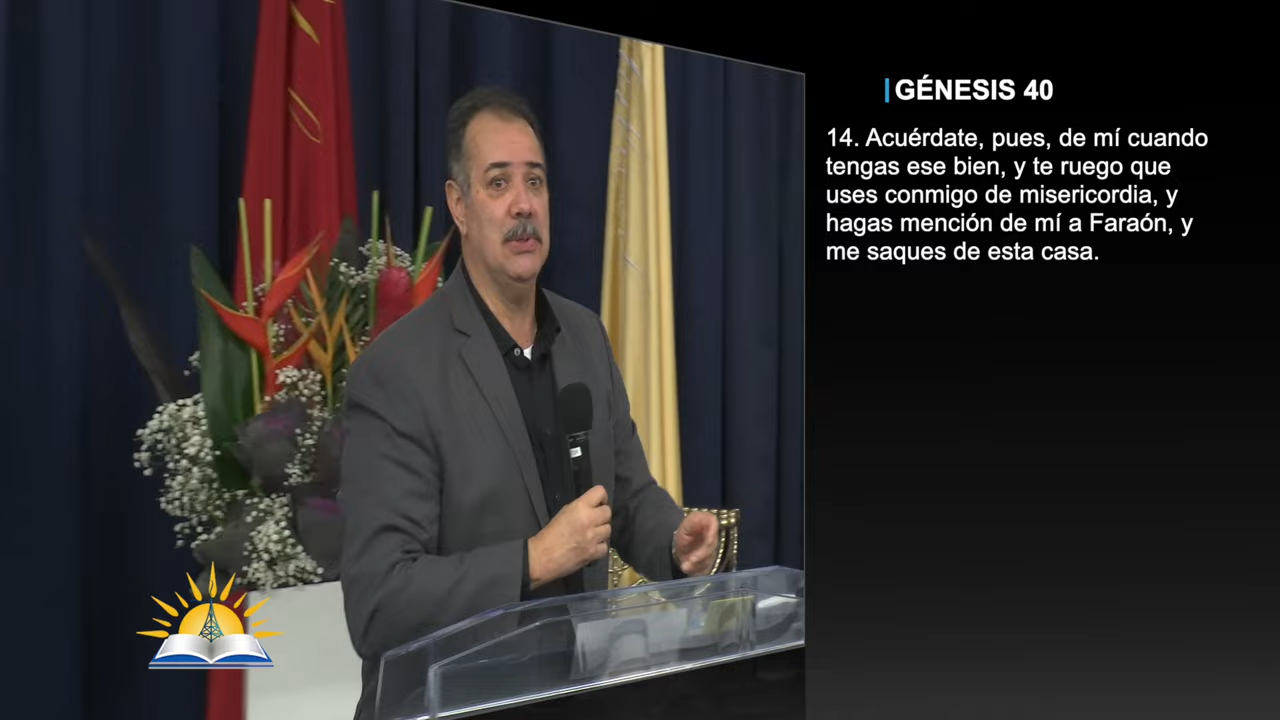 GÉNESIS 40
14. Acuérdate, pues, de mí cuando
tengas ese bien, y te ruego que
uses conmigo de misericordia, y
hagas mención de mí a Faraón, y
me saques de esta casa.